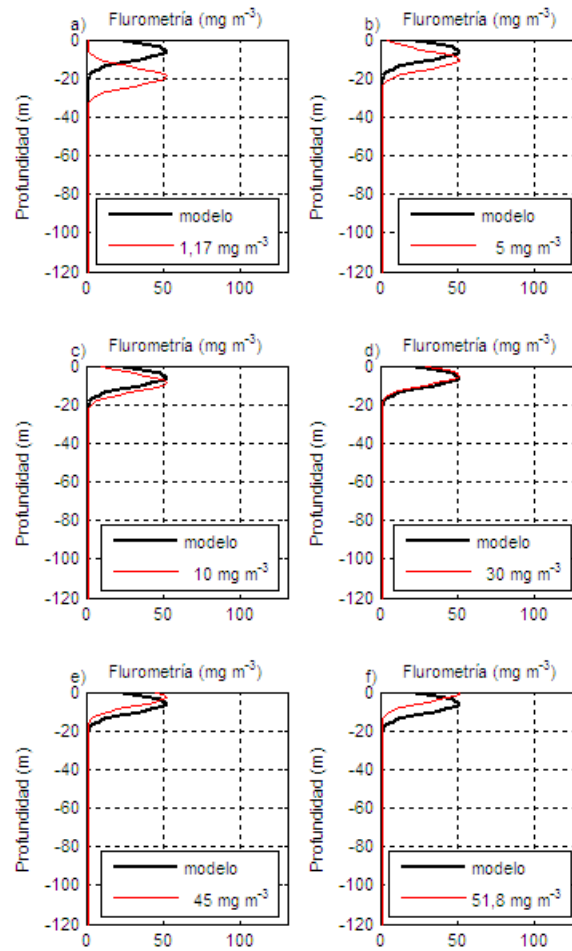 Flurometría (mg m-3)
a)
Profundidad (m)
0
-20
-40
-60
-80
-100
-120
modelo
1,17 mg m-3
0
50
100
Flurometría (mg m-3)
b)
Profundidad (m)
0
-20
-40
-60
-80
-100
-120
modelo
5 mg m-3
0
50
100
Flurometría (mg m-3)
c)
Profundidad (m)
0
-20
-40
-60
-80
-100
-120
modelo
10 mg m-3
0
50
100
Flurometría (mg m-3)
d)
Profundidad (m)
0
-20
-40
-60
-80
-100
-120
modelo
30 mg m-3
0
50
100
Flurometría (mg m-3)
e)
Profundidad (m)
0
-20
-40
-60
-80
-100
-120
modelo
45 mg m-3
0
50
100
Flurometría (mg m-3)
f)
Profundidad (m)
0
-20
-40
-60
-80
-100
-120
modelo
51,8 mg m-3
0
50
100